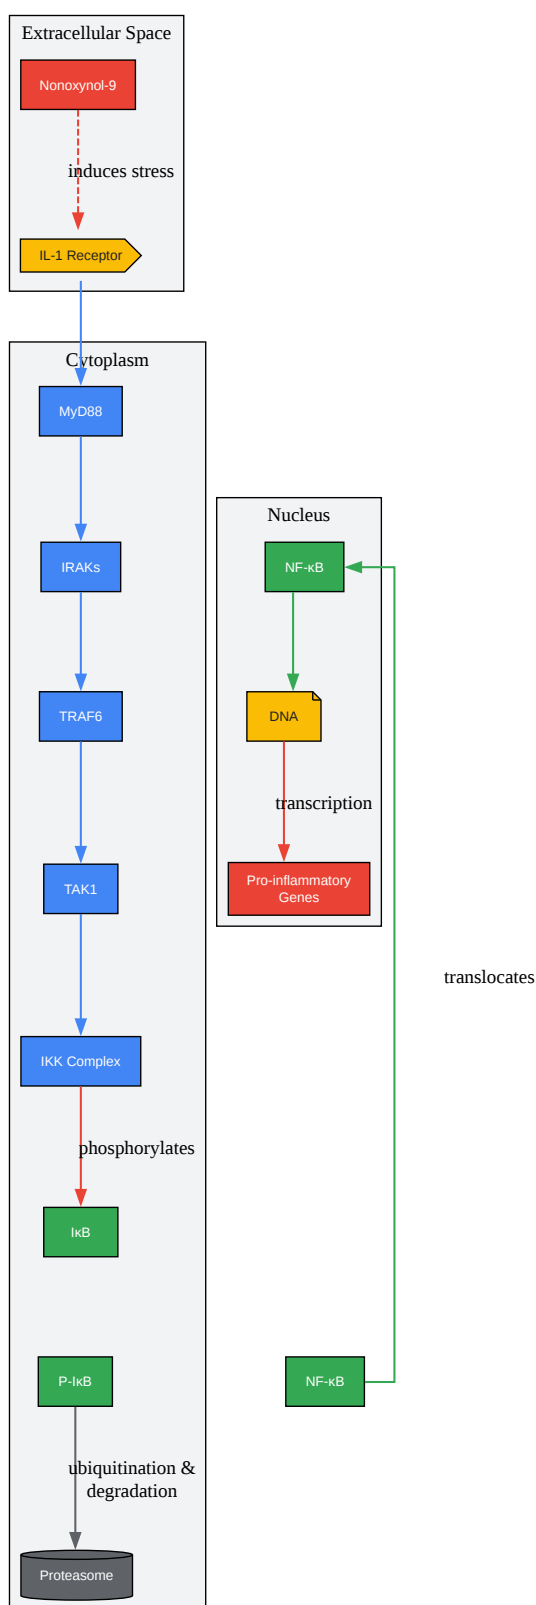 Extracellular Space
Nonoxynol-9
induces stress
IL-1 Receptor
Cytoplasm
MyD88
IRAKs
TRAF6
TAK1
IKK Complex
phosphorylates
IκB
P-IκB
ubiquitination &
degradation
Proteasome
Nucleus
NF-κB
DNA
transcription
Pro-inflammatory
Genes
translocates
NF-κB